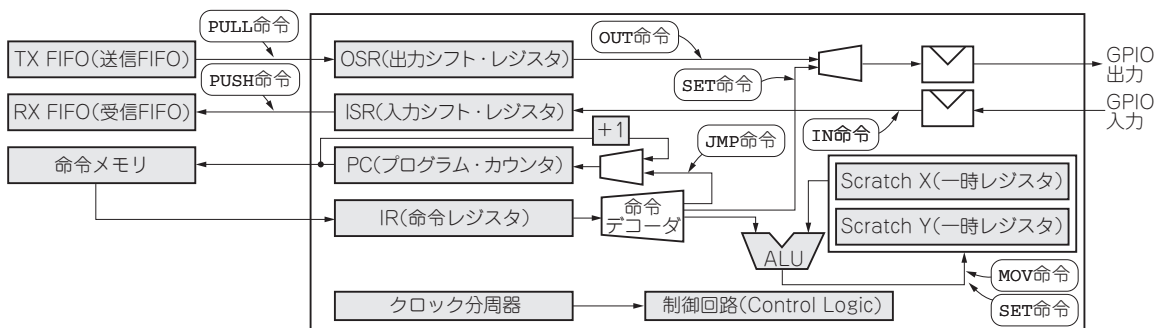 PULL命令
OUT命令
TX FIFO(送信FIFO)
OSR(出力シフト・レジスタ)
GPIO
出力
PUSH命令
SET命令
RX FIFO(受信FIFO)
ISR(入力シフト・レジスタ)
GPIO
入力
+1
JMP命令
IN命令
命令メモリ
PC(プログラム・カウンタ)
Scratch X(一時レジスタ)
IR(命令レジスタ)
命令
デコーダ
Scratch Y(一時レジスタ)
ALU
MOV命令
クロック分周器
制御回路(Control Logic)
SET命令